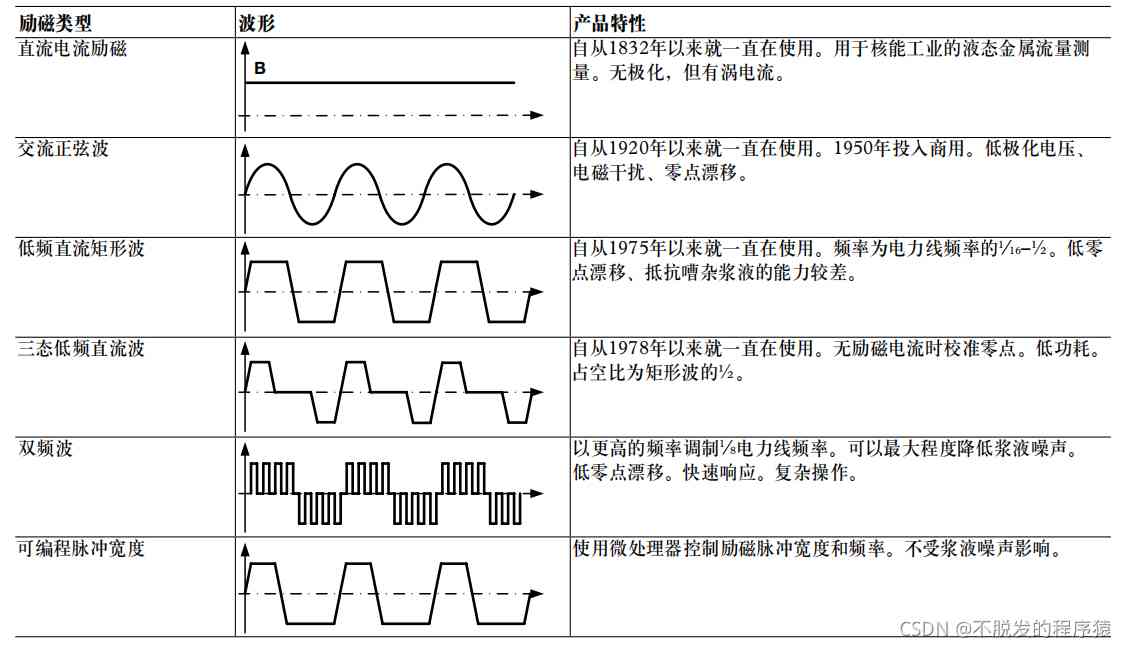 励磁类型 波形 产品特性
直流电流励磁 自从1832年以来就一直在使用。用于核能工业的液态金属流量测
B 量。无极化，但有涡电流。
交流正弦波 自从1920年以来就一直在使用。1950年投入商用。低极化电压、
电磁干扰、零点漂移。
低频直流矩形波 自从1975年以来就一直在使用。频率为电力线频率的1⁄16–½。低零
点漂移、抵抗嘈杂浆液的能力较差。
三态低频直流波 自从1978年以来就一直在使用。无励磁电流时校准零点。低功耗。
占空比为矩形波的½。
双频波 以更高的频率调制⅛电力线频率。可以最大程度降低浆液噪声。
低零点漂移。快速响应。复杂操作。
可编程脉冲宽度 使用微处理器控制励磁脉冲宽度和频率。不受浆液噪声影响。
CSDN @不脱发的程序猿